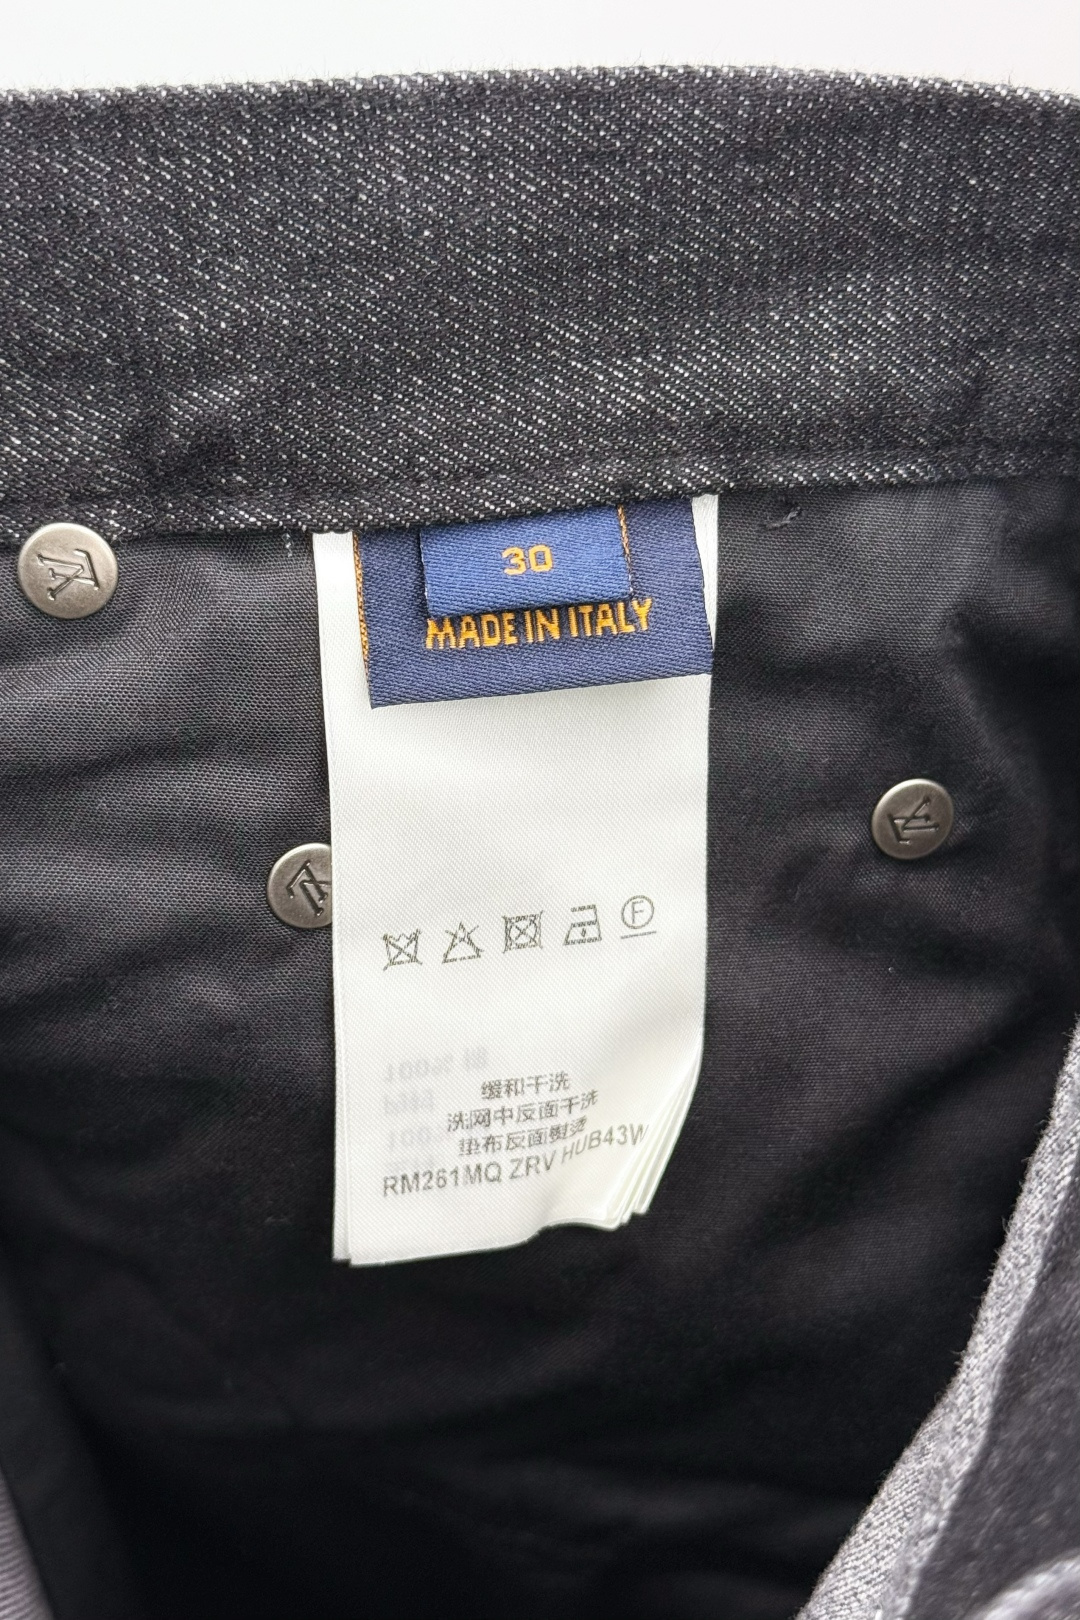 30
MADE IN ITALY
F
缓和干洗
洗网中反面干洗
垫布反面熨烫
RM261MQ ZRV HUB43W